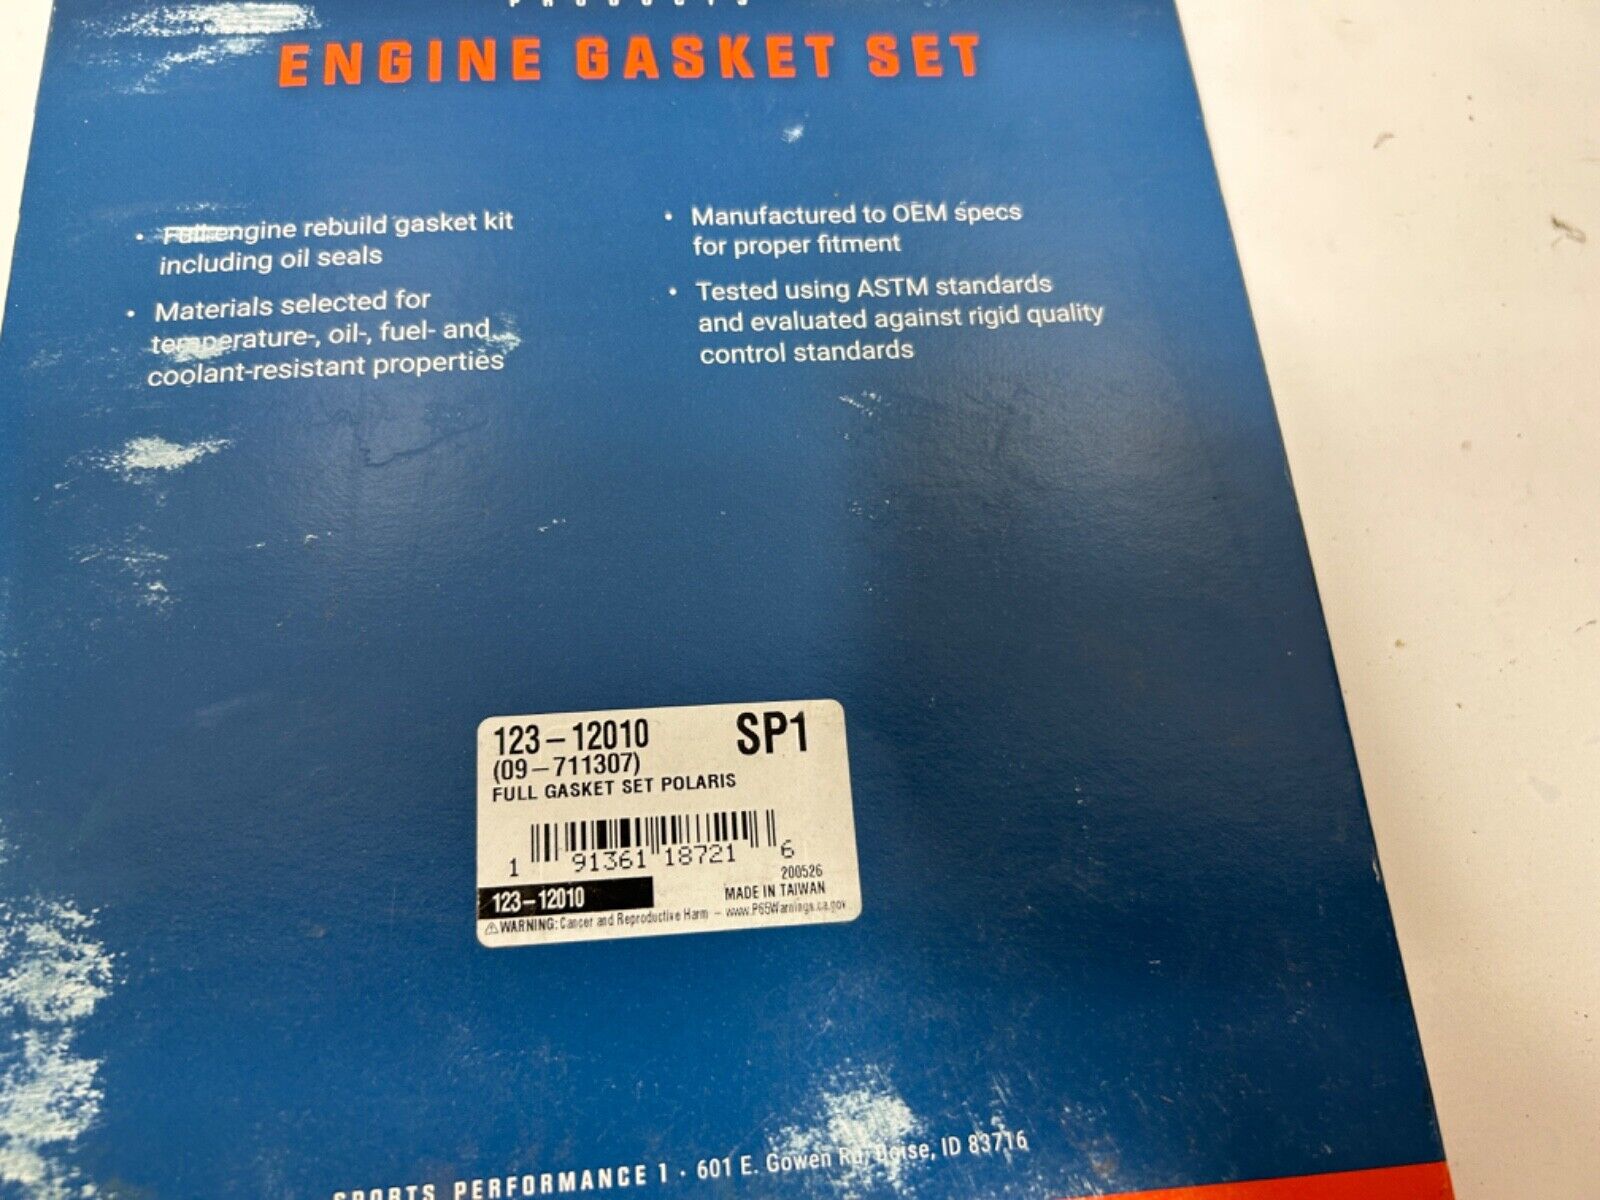 PRODUCTS
ENGINE GASKET SET
• Full engine rebuild gasket kit
including oil seals
• Materials selected for
temperature-, oil-, fuel- and
coolant-resistant properties
• Manufactured to OEM specs
for proper fitment
• Tested using ASTM standards
and evaluated against rigid quality
control standards
123-12010 SP1
(09-711307)
FULL GASKET SET POLARIS
1 91361 18721 6
200526
123-12010 MADE IN TAIWAN
⚠WARNING: Cancer and Reproductive Harm - www.P65Warnings.ca.gov
SPORTS PERFORMANCE 1 · 601 E. Gowen Rd, Boise, ID 83716